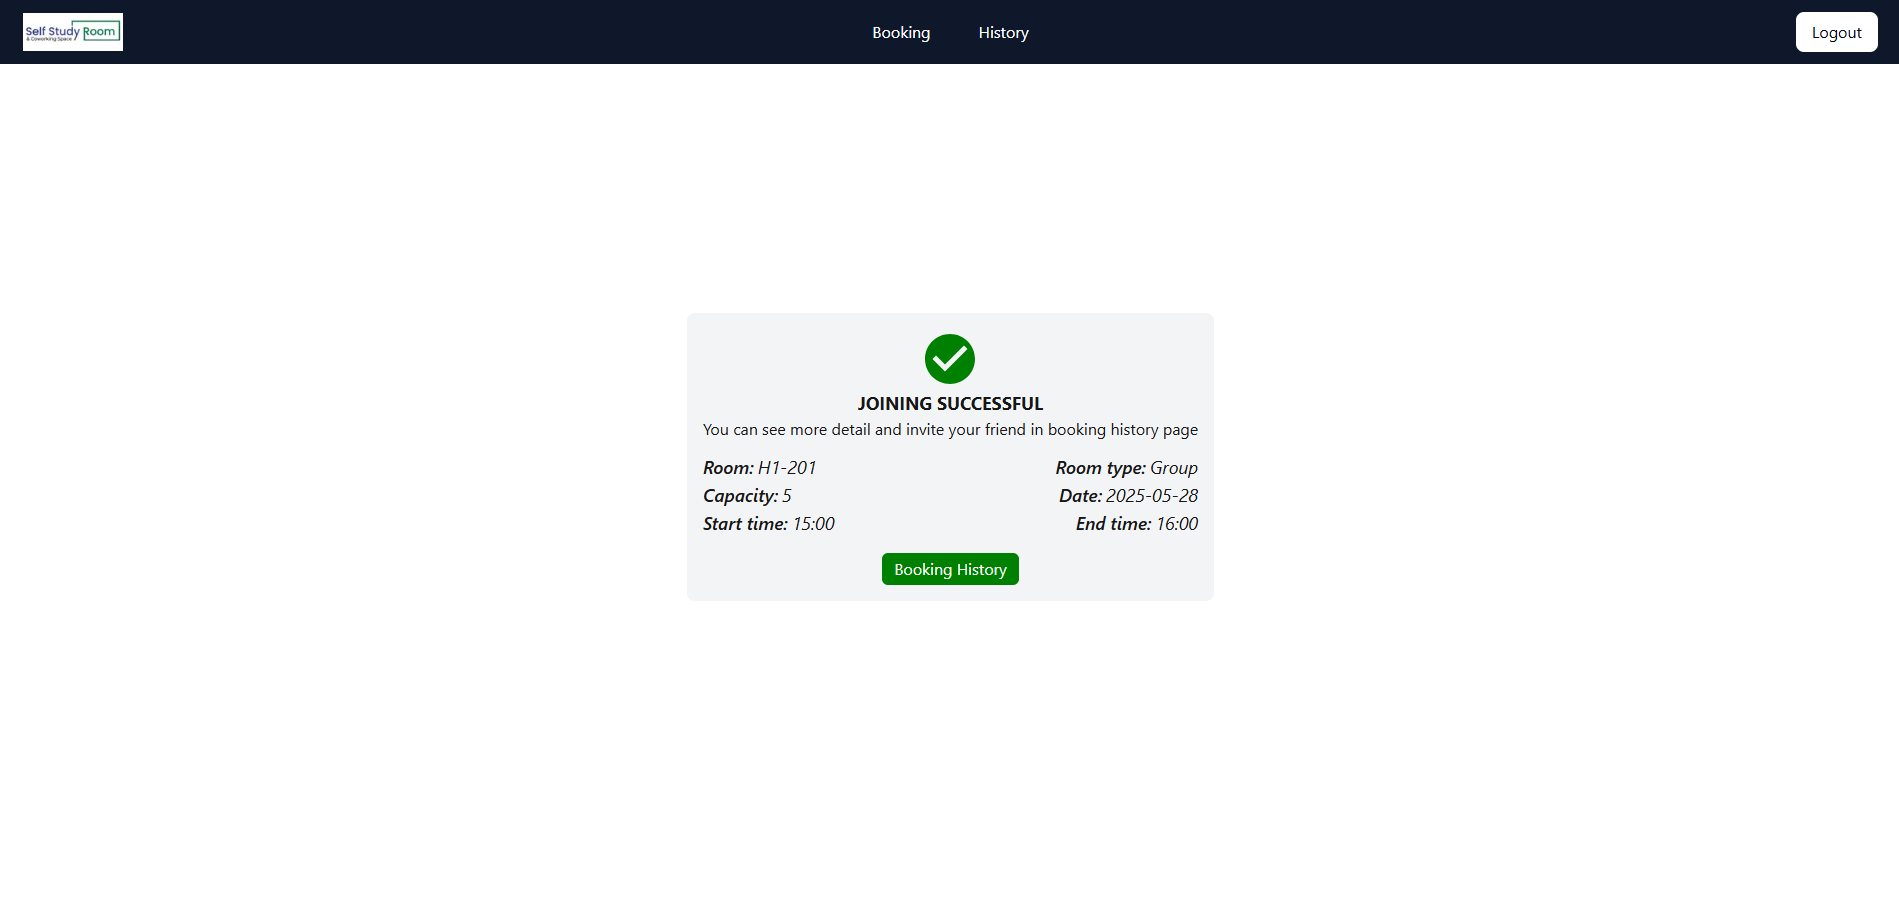 Self Study Room
& Coworking Space
Booking
History
Logout
JOINING SUCCESSFUL
You can see more detail and invite your friend in booking history page
Room: H1-201
Room type: Group
Capacity: 5
Date: 2025-05-28
Start time: 15:00
End time: 16:00
Booking History